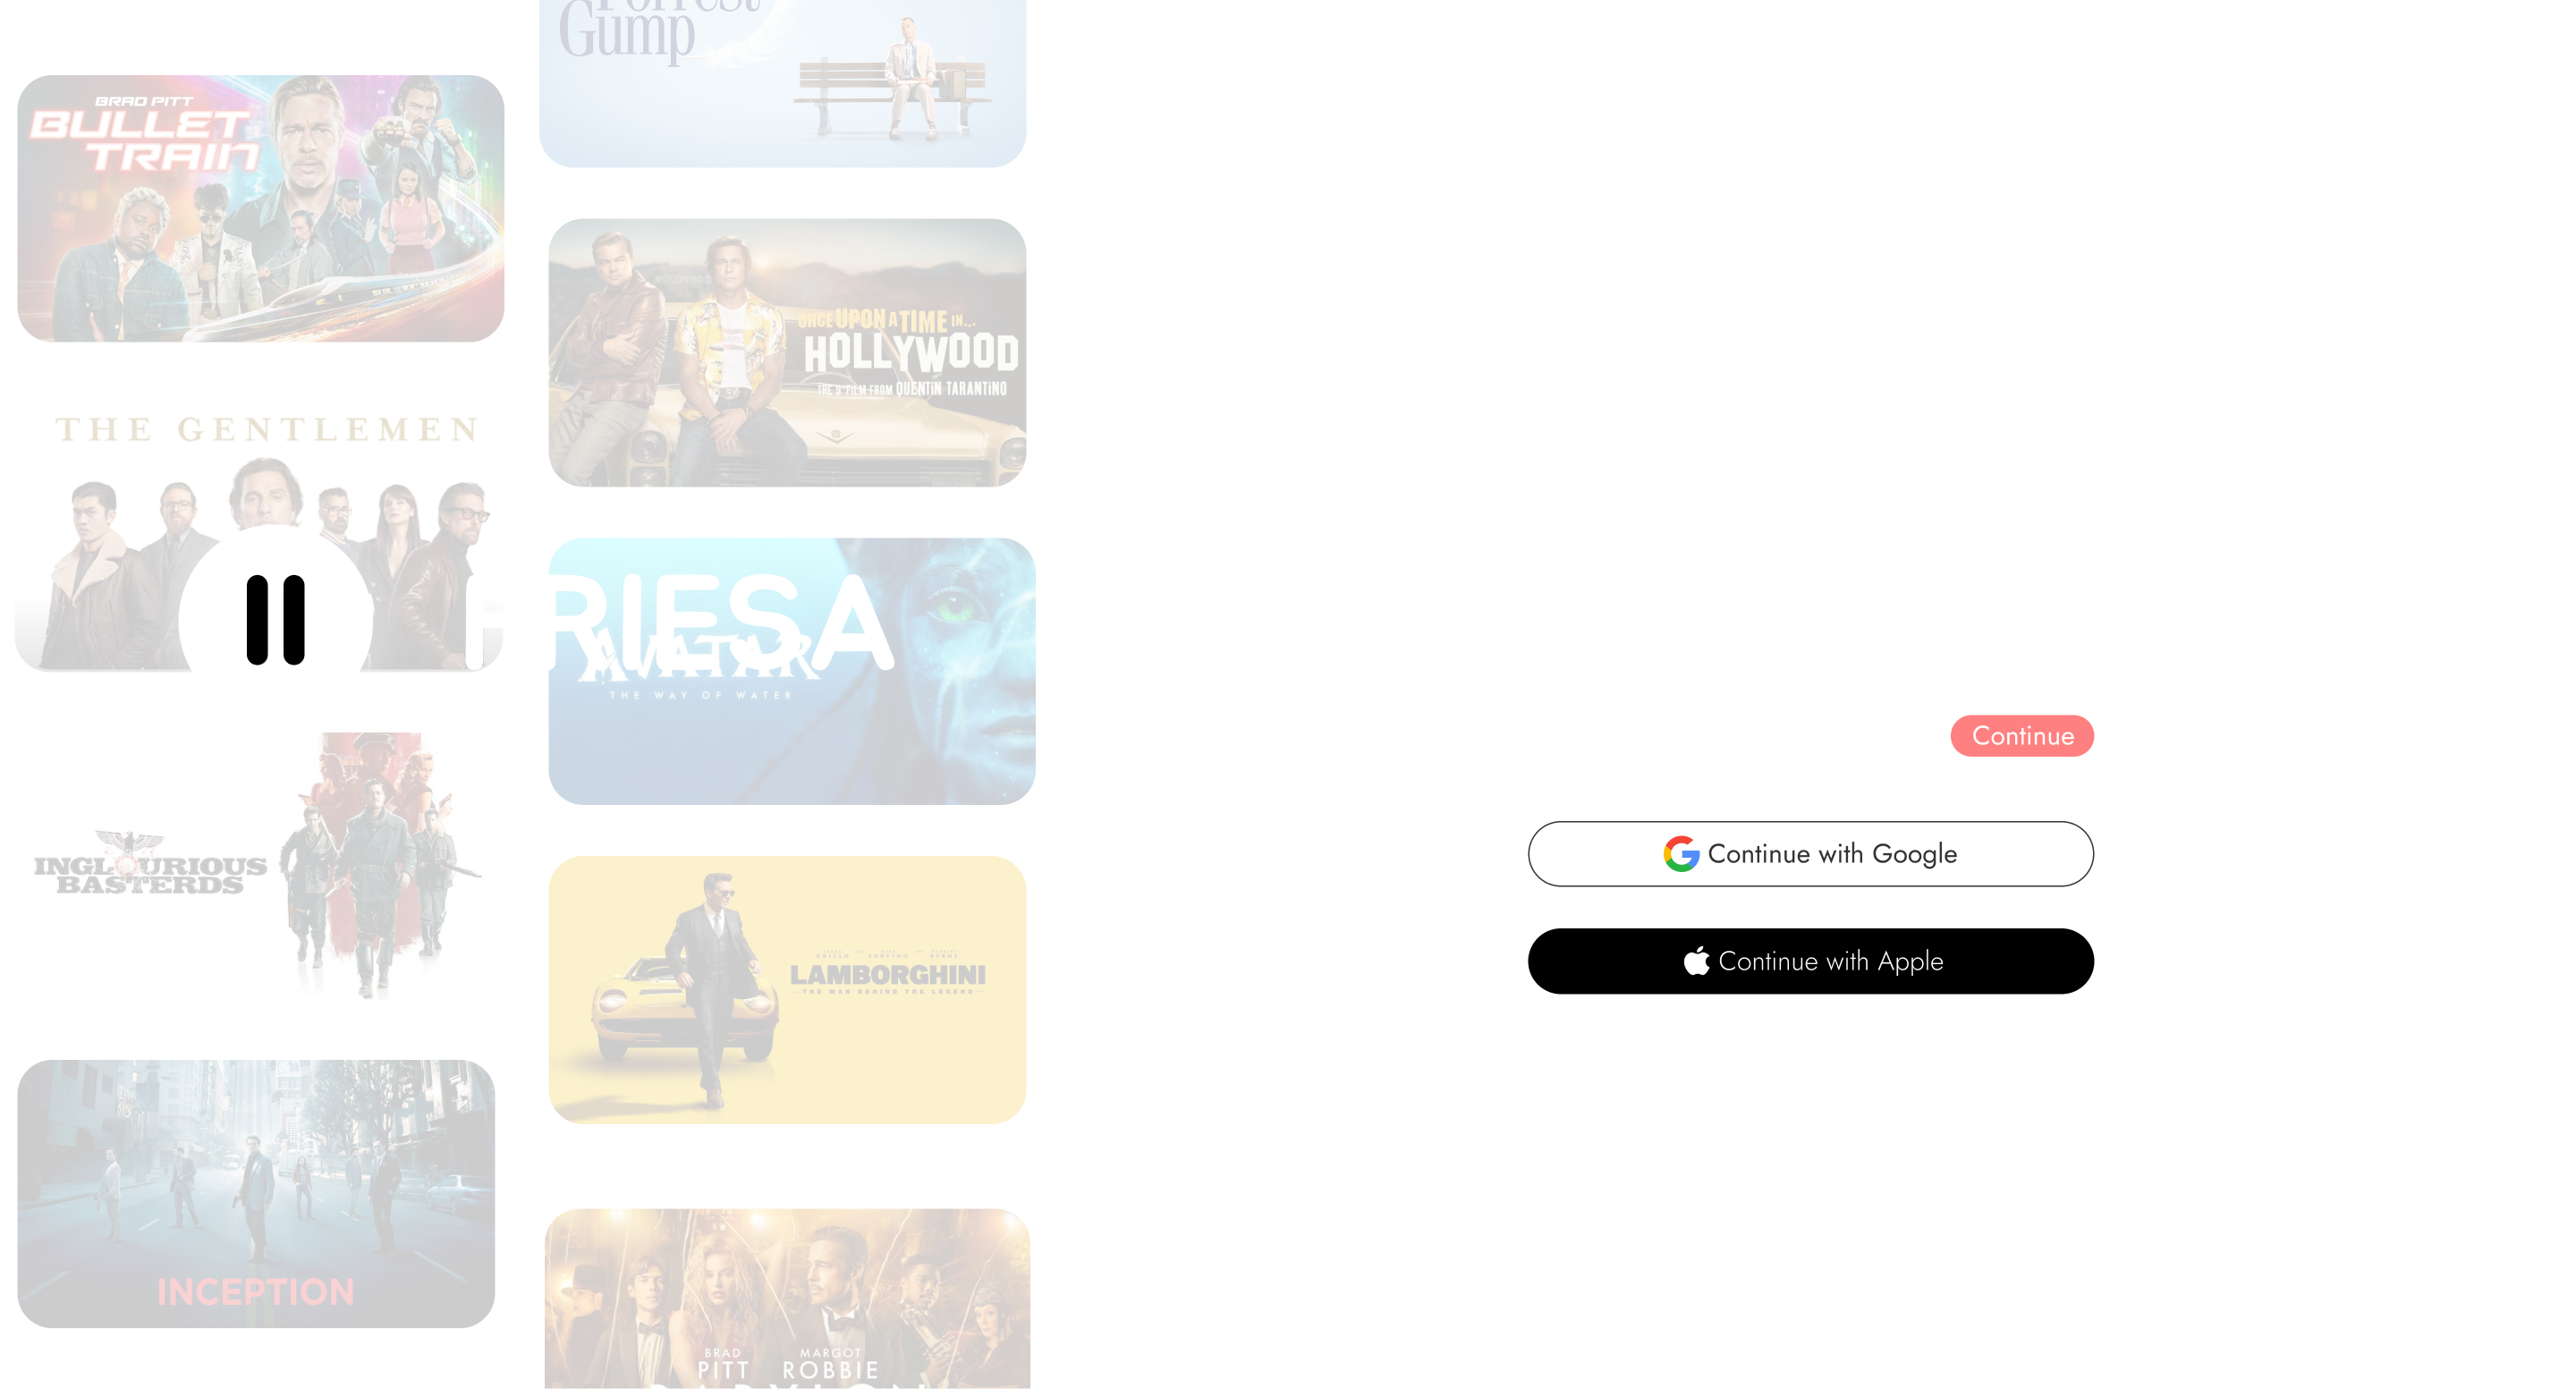 Forrest
Gump
BRAD PITT
BULLET
TRAIN
ONCE UPON A TIME IN...
HOLLYWOOD
THE 9TH FILM FROM QUENTIN TARANTINO
THE GENTLEMEN
RIESA
AVATAR
THE WAY OF WATER
Continue
INGLOURIOUS
BASTERDS
Continue with Google
LAMBORGHINI
THE MAN BEHIND THE LEGEND
Continue with Apple
INCEPTION
BRAD
PITT
MARGOT
ROBBIE
BABYLON